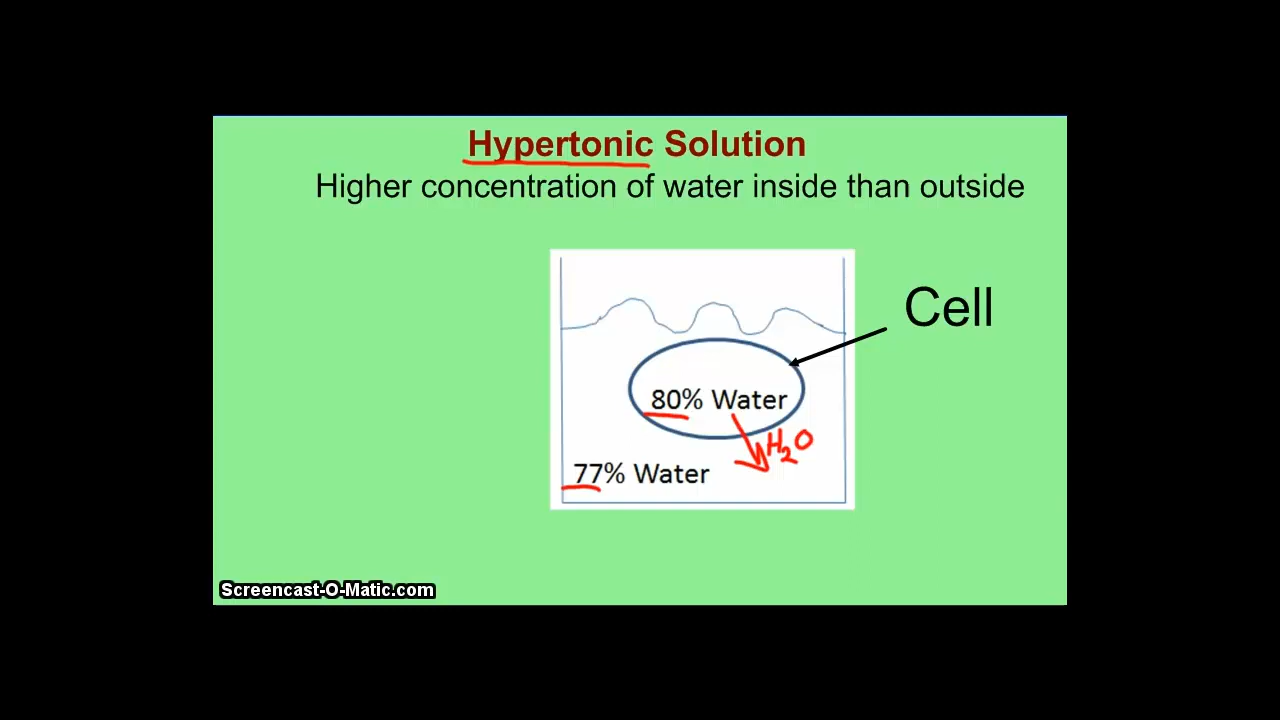 Hypertonic Solution
Higher concentration of water inside than outside
Cell
80% Water
H2O
77% Water
Screencast-O-Matic.com